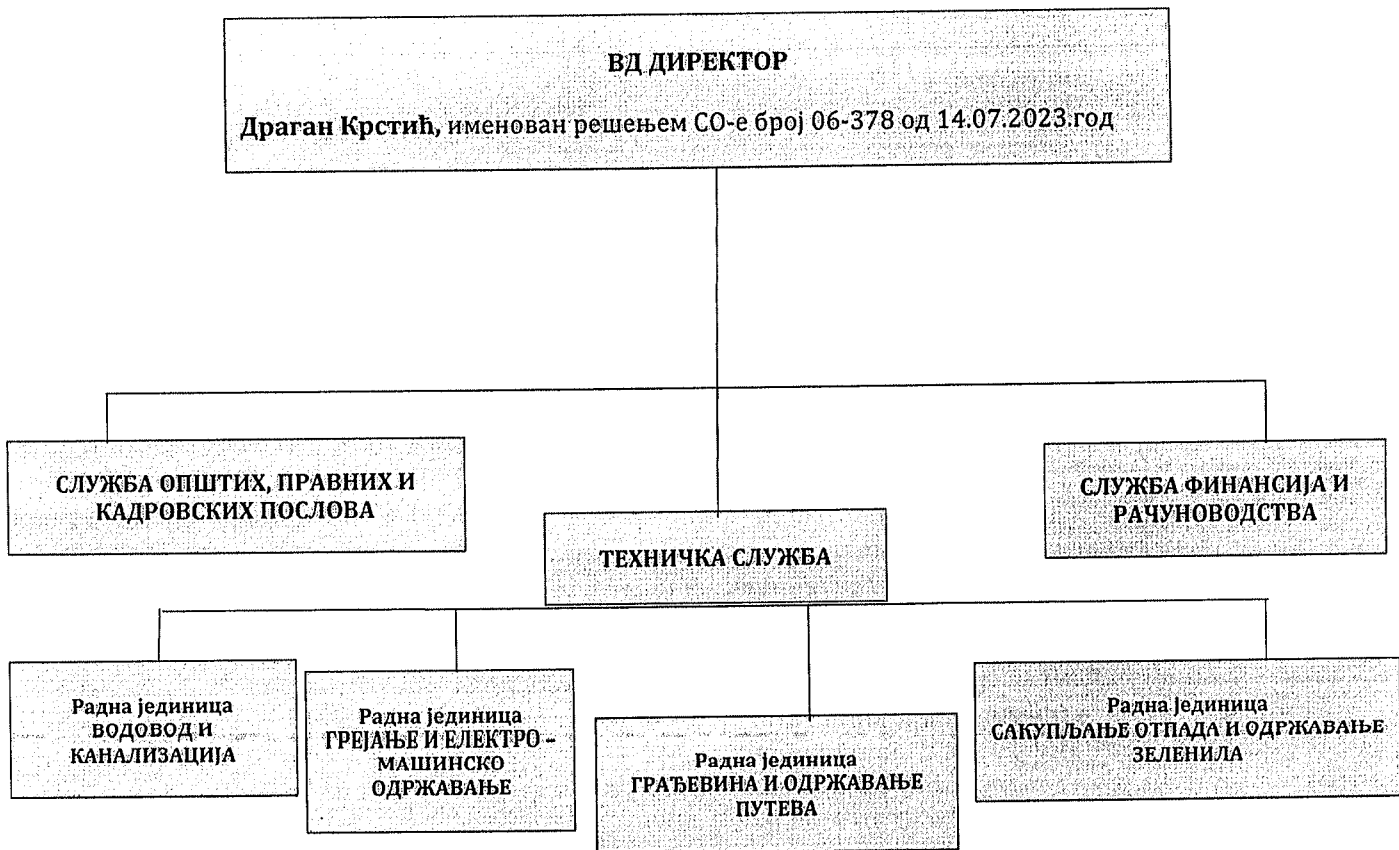 ВД ДИРЕКТОР
Драган Крстић, именован решењем СО-е број 06-378 од 14.07.2023.год
СЛУЖБА ОПШТИХ, ПРАВНИХ И
КАДРОВСКИХ ПОСЛОВА
ТЕХНИЧКА СЛУЖБА
СЛУЖБА ФИНАНСИЈА И
РАЧУНОВОДСТВА
Радна јединица
ВОДОВОД И
КАНАЛИЗАЦИЈА
Радна јединица
ГРЕЈАЊЕ И ЕЛЕКТРО –
МАШИНСКО
ОДРЖАВАЊЕ
Радна јединица
ГРАЂЕВИНА И ОДРЖАВАЊЕ
ПУТЕВА
Радна јединица
САКУПЉАЊЕ ОТПАДА И ОДРЖАВАЊЕ
ЗЕЛЕНИЛА